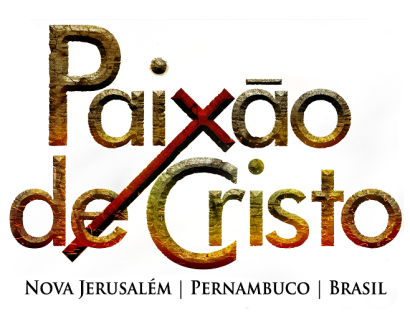 Paixão
de Cristo
NOVA JERUSALÉM | PERNAMBUCO | BRASIL